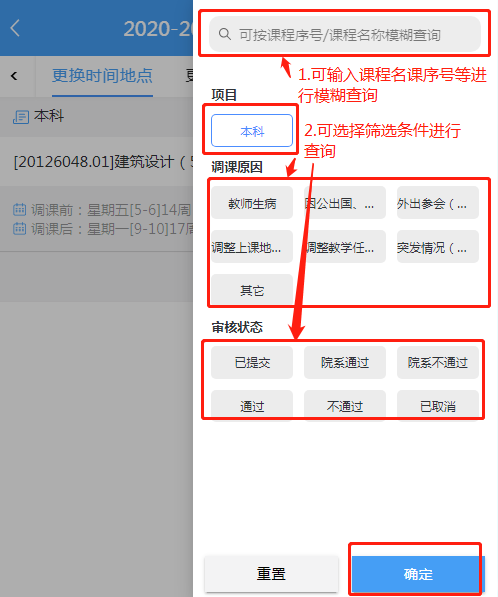 2020-20
可按课程序号/课程名称模糊查询
更换时间地点
1.可输入课程名课序号等进
行模糊查询
项目
本科
本科
2.可选择筛选条件进行
查询
[20126048.01]建筑设计（5
调课原因
教师生病 因公出国、... 外出参会（...
调课前：星期五[5-6]14周
调课后：星期一[9-10]17周
调整上课地... 调整教学任... 突发情况（...
其它
审核状态
已提交 院系通过 院系不通过
通过 不通过 已取消
重置 确定